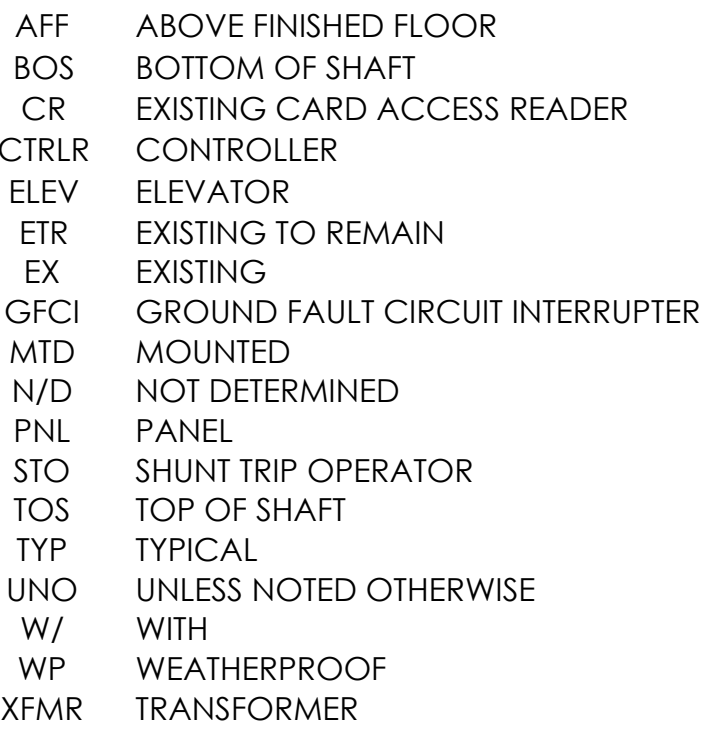 AFF ABOVE FINISHED FLOOR
BOS BOTTOM OF SHAFT
CR EXISTING CARD ACCESS READER
CTRLR CONTROLLER
ELEV ELEVATOR
ETR EXISTING TO REMAIN
EX EXISTING
GFCI GROUND FAULT CIRCUIT INTERRUPTER
MTD MOUNTED
N/D NOT DETERMINED
PNL PANEL
STO SHUNT TRIP OPERATOR
TOS TOP OF SHAFT
TYP TYPICAL
UNO UNLESS NOTED OTHERWISE
W/ WITH
WP WEATHERPROOF
XFMR TRANSFORMER